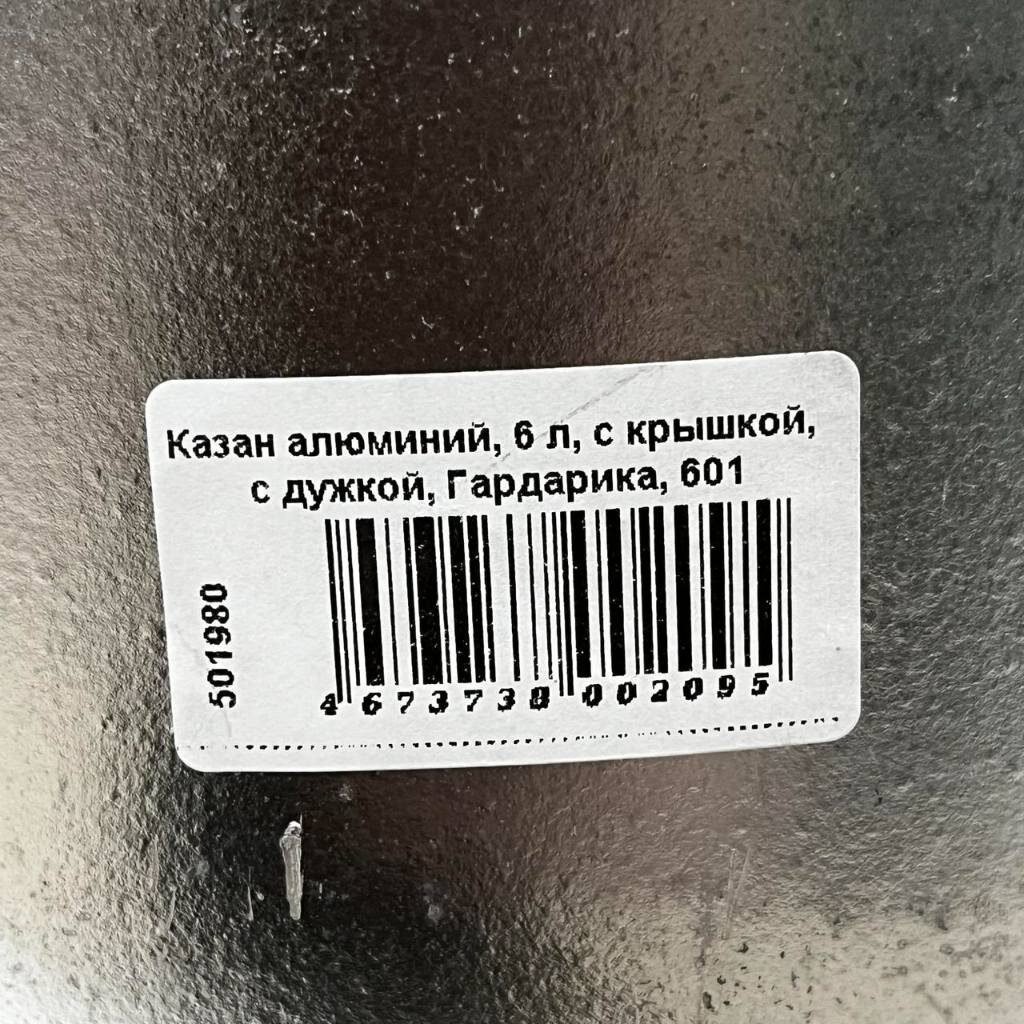 Казан алюминий, 6 л, с крышкой,
с дужкой, Гардарика, 601
501980
4 673738 002095